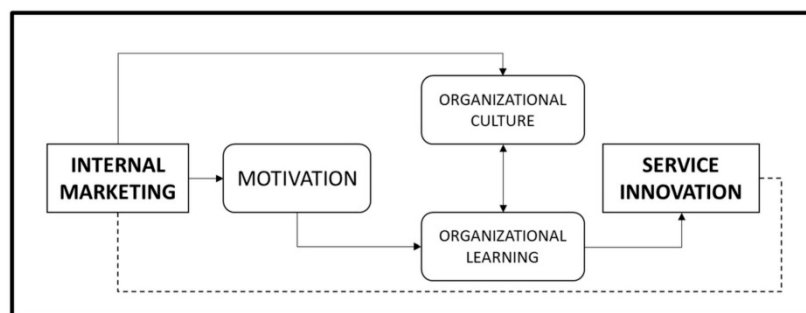 ORGANIZATIONAL
CULTURE
INTERNAL
MARKETING
MOTIVATION
SERVICE
INNOVATION
ORGANIZATIONAL
LEARNING